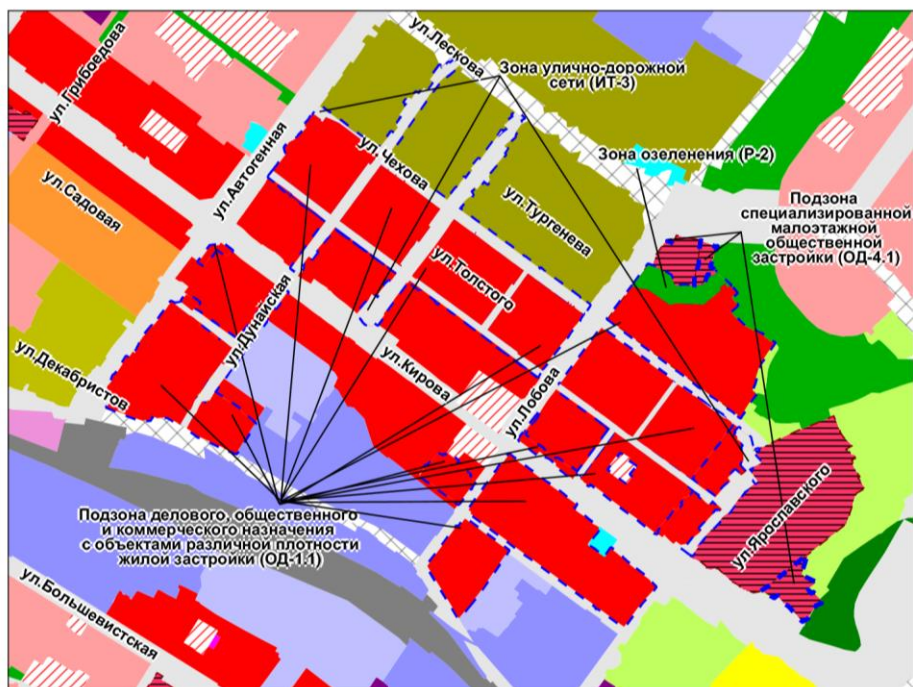 ул.Грибоедова
ул.Лескова
Зона улично-дорожной
сети (ИТ-3)
ул.Автогенная
ул.Чехова
Зона озеленения (Р-2)
ул.Садовая
ул.Тургенева
Подзона
специализированной
малоэтажной
общественной
застройки (ОД-4.1)
ул.Толстого
ул.Дунайская
ул.Декабристов
ул.Кирова
ул.Лобова
Подзона делового, общественного
и коммерческого назначения
с объектами различной плотности
жилой застройки (ОД-1.1)
ул.Ярославского
ул.Большевистская